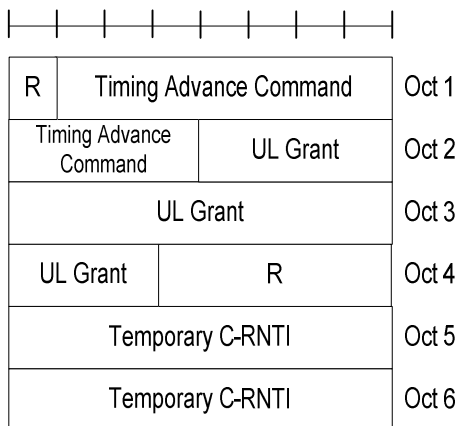 R Timing Advance Command Oct 1
Timing Advance
Command UL Grant Oct 2
UL Grant Oct 3
UL Grant R Oct 4
Temporary C-RNTI Oct 5
Temporary C-RNTI Oct 6